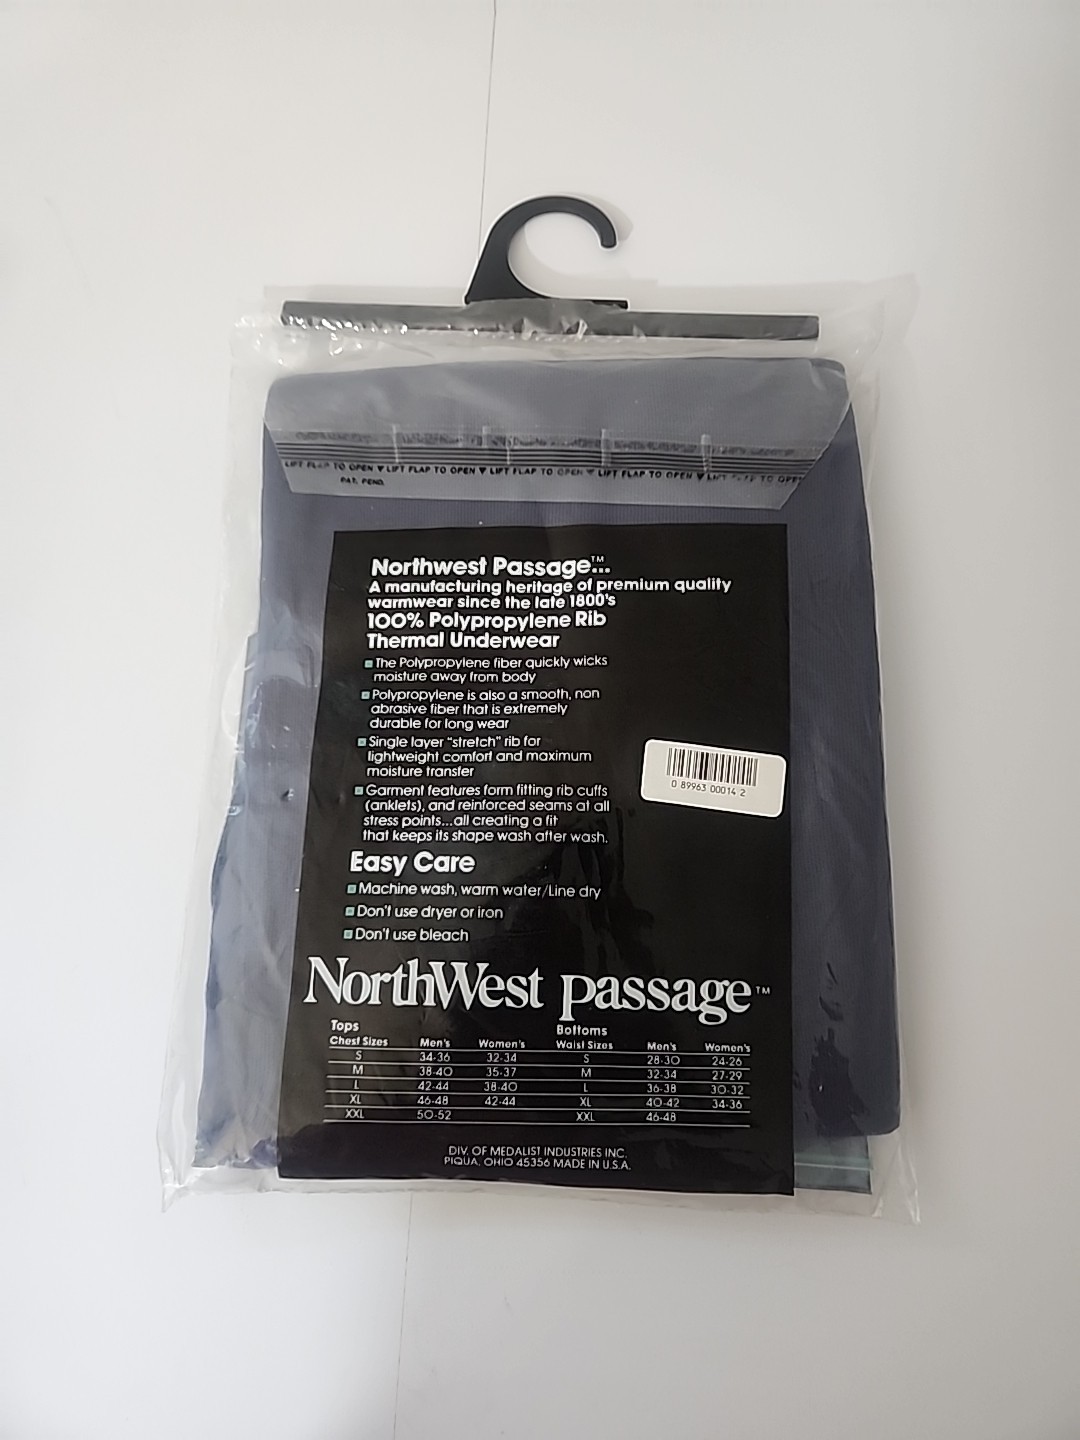 LIFT FLAP TO OPEN ▼ LIFT FLAP TO OPEN ▼ LIFT FLAP TO OPEN ▼ LIFT FLAP TO OPEN ▼ TO OPEN
PAT. PEND.
Northwest Passage™...
A manufacturing heritage of premium quality
warmwear since the late 1800's
100% Polypropylene Rib
Thermal Underwear
The Polypropylene fiber quickly wicks
moisture away from body
Polypropylene is also a smooth, non
abrasive fiber that is extremely
durable for long wear
Single layer "stretch" rib for
lightweight comfort and maximum
moisture transfer
Garment features form fitting rib cuffs
(anklets), and reinforced seams at all
stress points...all creating a fit
that keeps its shape wash after wash.
0 89963 00014 2
Easy Care
Machine wash, warm water/Line dry
Don't use dryer or iron
Don't use bleach
NorthWest Passage™
Tops Bottoms
Chest Sizes Men's Women's Waist Sizes Men's Women's
S 34-36 32-34 S 28-30 24-26
M 38-40 35-37 M 32-34 27-29
L 42-44 38-40 L 36-38 30-32
XL 46-48 42-44 XL 40-42 34-36
XXL 50-52 XXL 46-48
DIV. OF MEDALIST INDUSTRIES INC.
PIQUA, OHIO 45356 MADE IN U.S.A.